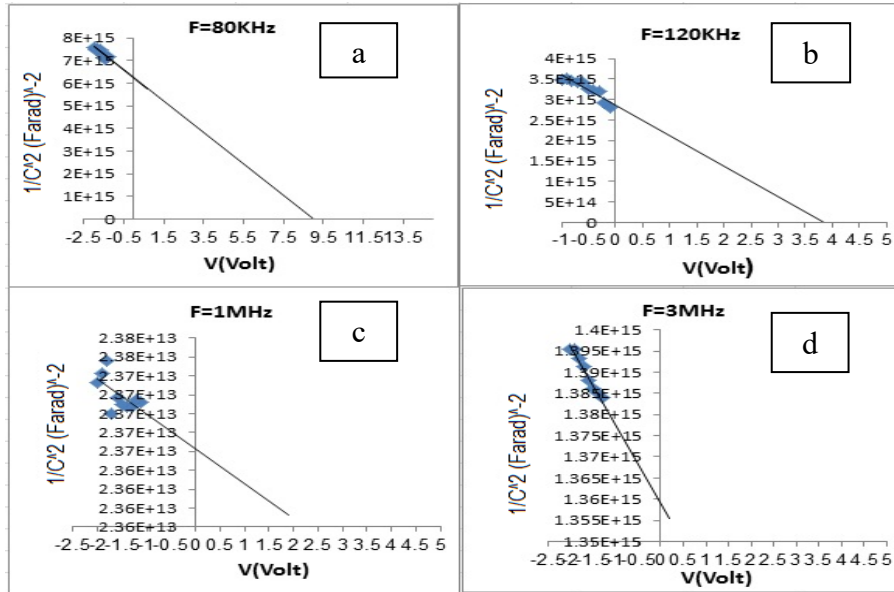 F=80KHz
a
8E+15
7E+15
6E+15
5E+15
4E+15
3E+15
2E+15
1E+15
0
1/C^2 (Farad)^-2
-2.5 -0.5 1.5 3.5 5.5 7.5 9.5 11.5 13.5
V(Volt)
F=120KHz
b
4E+15
3.5E+15
3E+15
2.5E+15
2E+15
1.5E+15
1E+15
5E+14
0
1/C^2 (Farad)^-2
-1 -0.5 0 0.5 1 1.5 2 2.5 3 3.5 4 4.5 5
V(Volt)
F=1MHz
c
2.38E+13
2.38E+13
2.37E+13
2.37E+13
2.37E+13
2.37E+13
2.37E+13
2.36E+13
2.36E+13
2.36E+13
2.36E+13
1/C^2 (Farad)^-2
-2.5 -2 -1.5 -1 -0.5 0 0.5 1 1.5 2 2.5 3 3.5 4 4.5 5
V(Volt)
F=3MHz
d
1.4E+15
1.395E+15
1.39E+15
1.385E+15
1.38E+15
1.375E+15
1.37E+15
1.365E+15
1.36E+15
1.355E+15
1.35E+15
1/C^2 (Farad)^-2
-2.5 -2 -1.5 -1 -0.5 0 0.5 1 1.5 2 2.5 3 3.5 4 4.5 5
V(Volt)